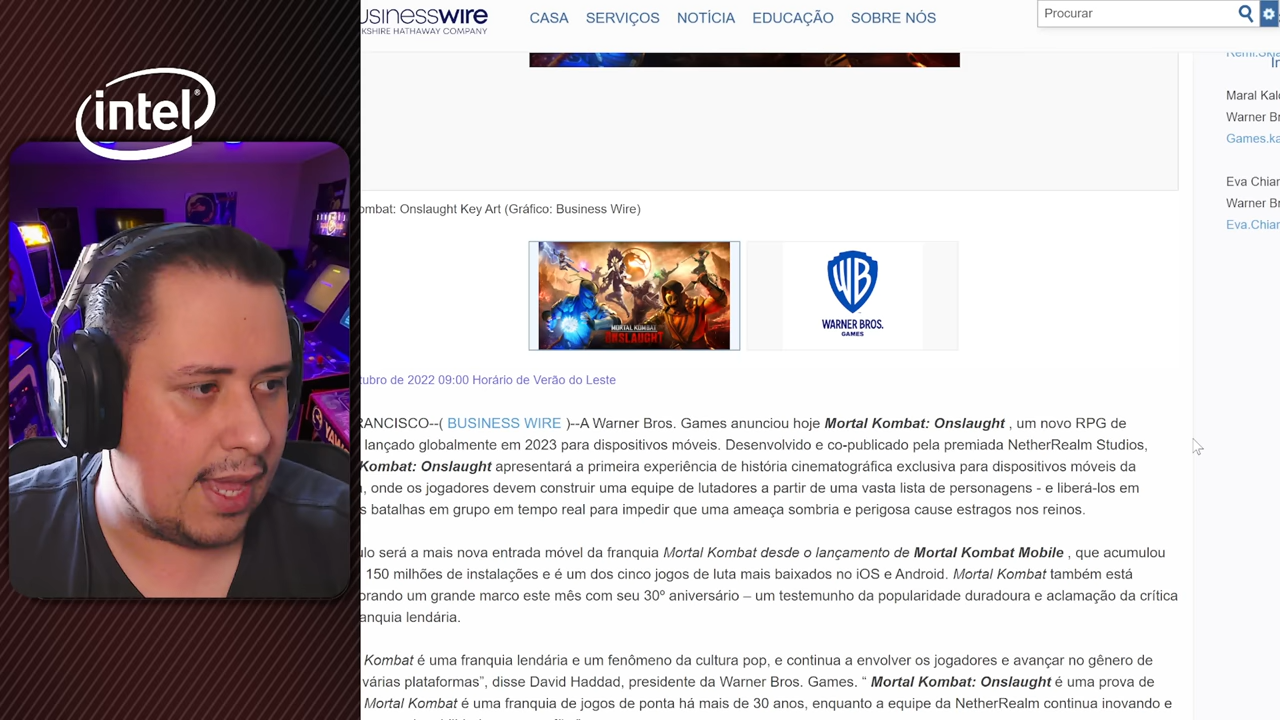 usinesswire
KSHIRE HATHAWAY COMPANY
CASA SERVIÇOS NOTÍCIA EDUCAÇÃO SOBRE NÓS
Procurar
intel
Maral Kal
Warner Br
Games.ka
ombat: Onslaught Key Art (Gráfico: Business Wire)
Eva Chiar
Warner Br
Eva.Chiar
MORTAL KOMBAT
ONSLAUGHT
WB
WARNER BROS.
GAMES
tubro de 2022 09:00 Horário de Verão do Leste
RANCISCO--( BUSINESS WIRE )--A Warner Bros. Games anunciou hoje Mortal Kombat: Onslaught , um novo RPG de
lançado globalmente em 2023 para dispositivos móveis. Desenvolvido e co-publicado pela premiada NetherRealm Studios,
Kombat: Onslaught apresentará a primeira experiência de história cinematográfica exclusiva para dispositivos móveis da
, onde os jogadores devem construir uma equipe de lutadores a partir de uma vasta lista de personagens - e liberá-los em
s batalhas em grupo em tempo real para impedir que uma ameaça sombria e perigosa cause estragos nos reinos.
ulo será a mais nova entrada móvel da franquia Mortal Kombat desde o lançamento de Mortal Kombat Mobile , que acumulou
150 milhões de instalações e é um dos cinco jogos de luta mais baixados no iOS e Android. Mortal Kombat também está
orando um grande marco este mês com seu 30º aniversário – um testemunho da popularidade duradoura e aclamação da crítica
anquia lendária.
Kombat é uma franquia lendária e um fenômeno da cultura pop, e continua a envolver os jogadores e avançar no gênero de
várias plataformas”, disse David Haddad, presidente da Warner Bros. Games. “ Mortal Kombat: Onslaught é uma prova de
Mortal Kombat é uma franquia de jogos de ponta há mais de 30 anos, enquanto a equipe da NetherRealm continua inovando e